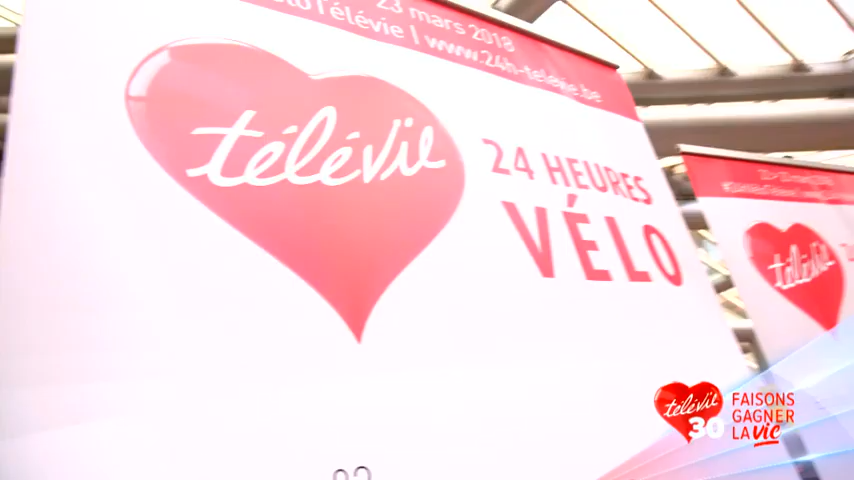 23 mars 2018
Télévie | www.24h-televie.be
télévie
24 HEURES
VÉLO
télévie
télévie
30
FAISONS
GAGNER
LA vie